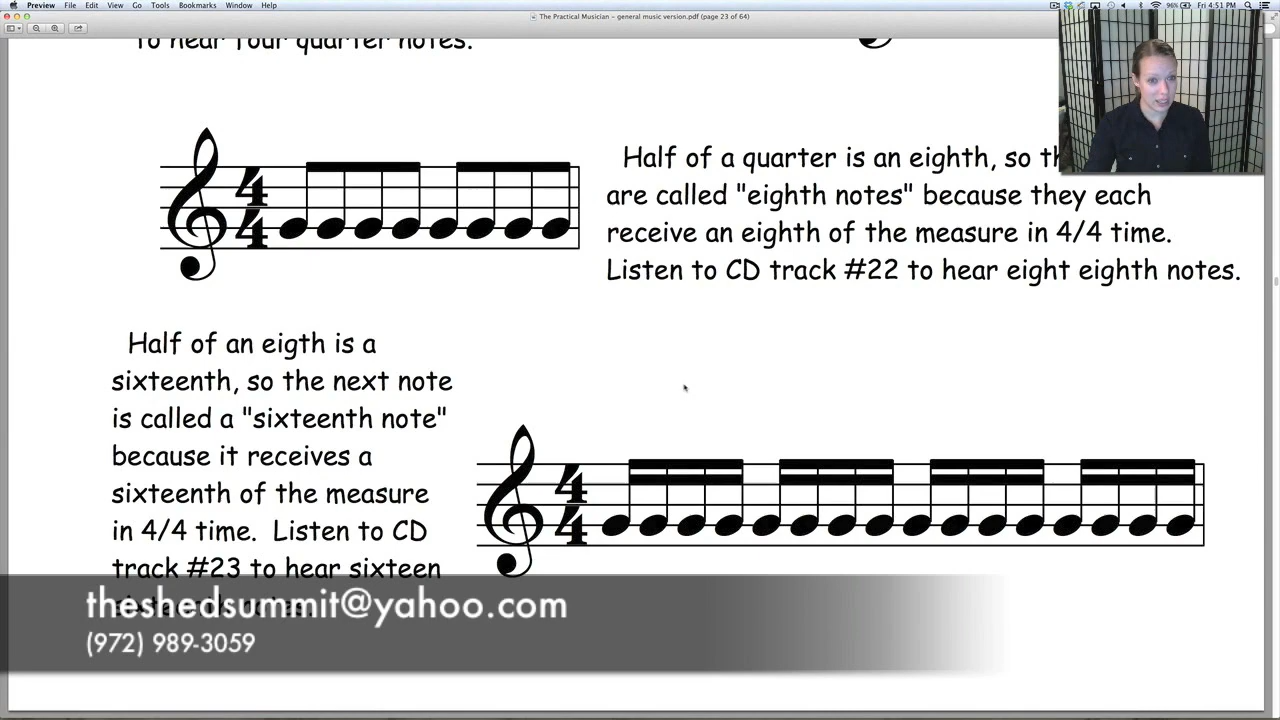 Preview File Edit View Go Tools Bookmarks Window Help
96% Fri 4:51 PM
The Practical Musician - general music version.pdf (page 23 of 64)
to hear four quarter notes.
Half of a quarter is an eighth, so
are called "eighth notes" because they each
receive an eighth of the measure in 4/4 time.
Listen to CD track #22 to hear eight eighth notes.
4
4
Half of an eigth is a
sixteenth, so the next note
is called a "sixteenth note"
because it receives a
sixteenth of the measure
in 4/4 time. Listen to CD
track #23 to hear sixteen
4
4
theshedsummit@yahoo.com
(972) 989-3059